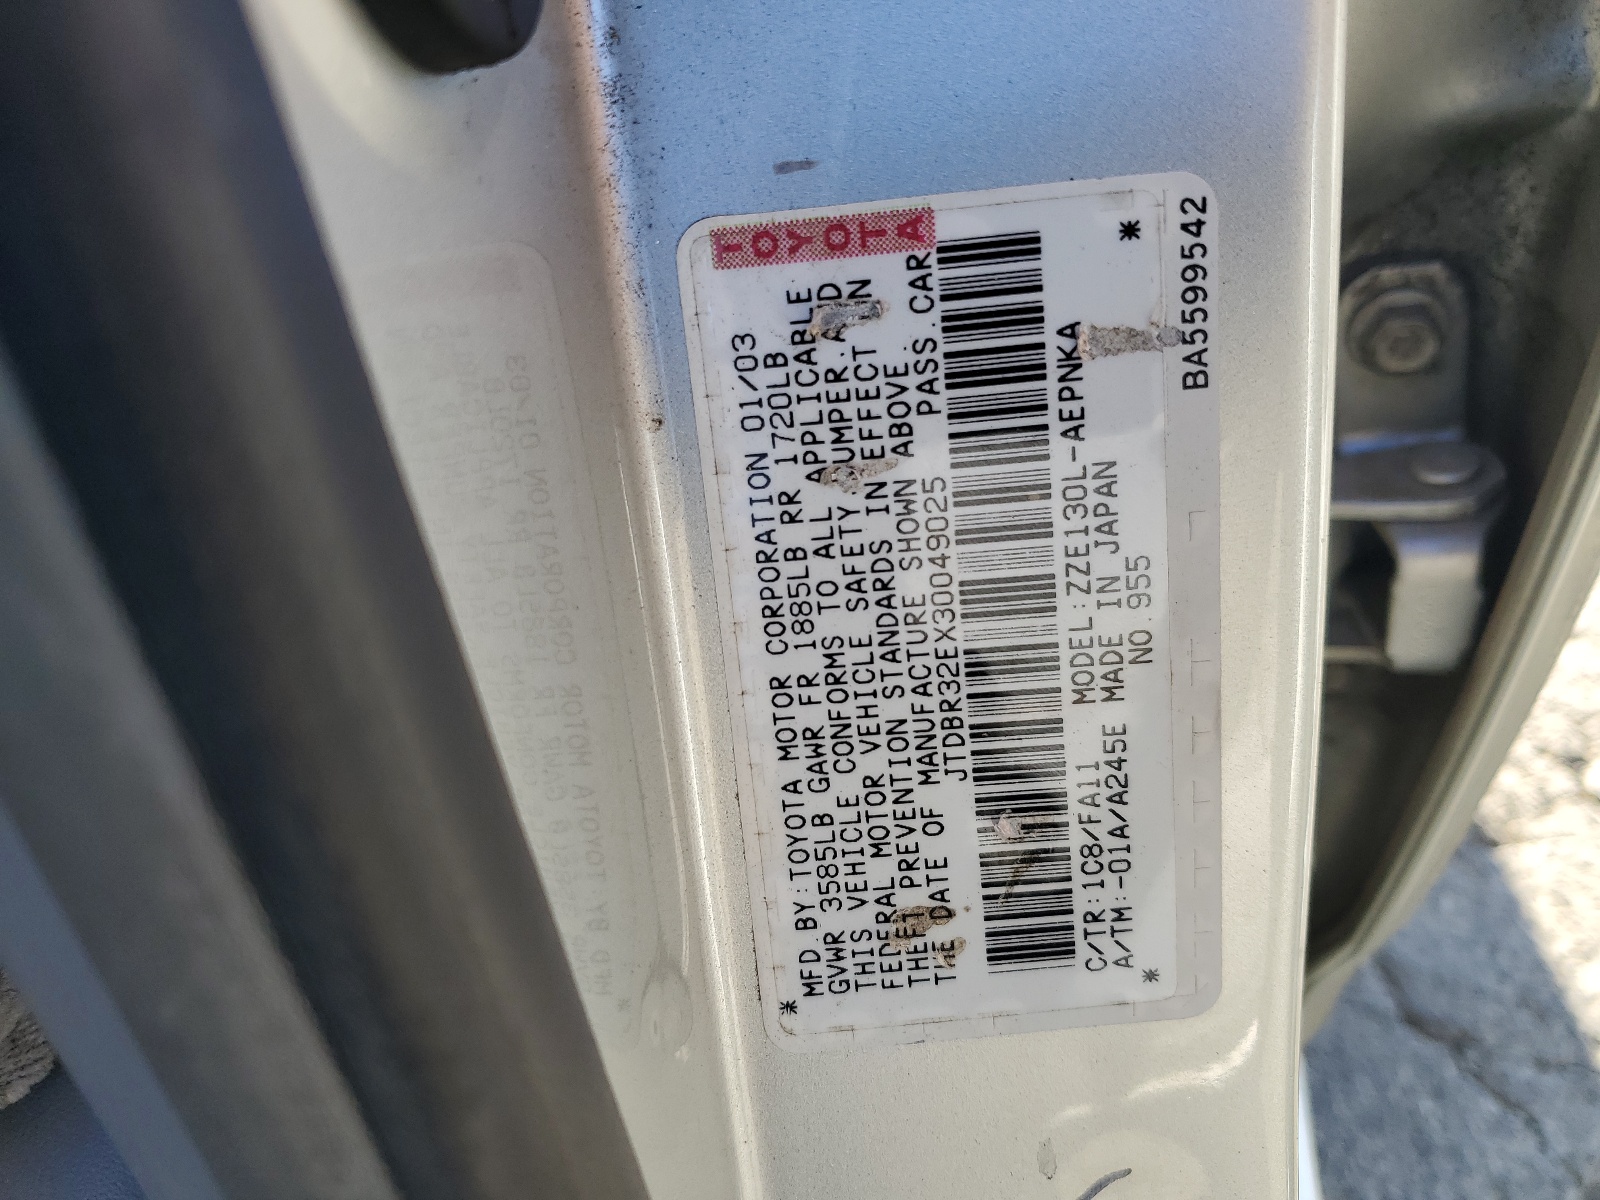 TOYOTA
MFD.BY:TOYOTA MOTOR CORPORATION 01/03
GVWR 3585LB GAWR FR 1885LB RR 1720LB
THIS VEHICLE CONFORMS TO ALL APPLICABLE
FEDERAL MOTOR VEHICLE SAFETY, BUMPER, AND
THEFT PREVENTION STANDARDS IN EFFECT ON
THE DATE OF MANUFACTURE SHOWN ABOVE.
JTDBR32EX30049025 PASS.CAR
C/TR:1C8/FA11 MODEL:ZZE130L-AEPNKA
A/TM:-01A/A245E MADE IN JAPAN
NO.955
BA5599542